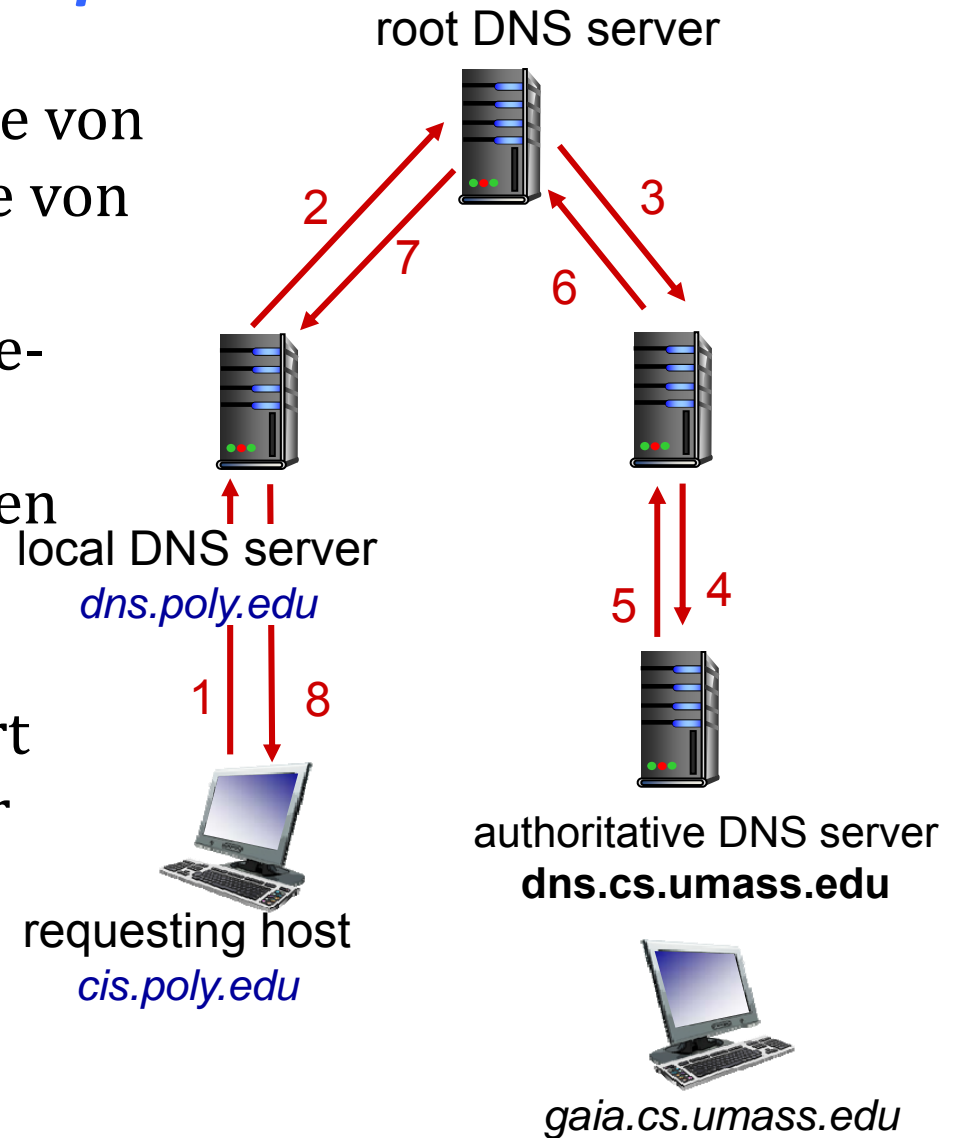 root DNS server
e von
e von
e-
en
rt
2
7
3
6
local DNS server
dns.poly.edu
5
4
1
8
authoritative DNS server
dns.cs.umass.edu
requesting host
cis.poly.edu
gaia.cs.umass.edu